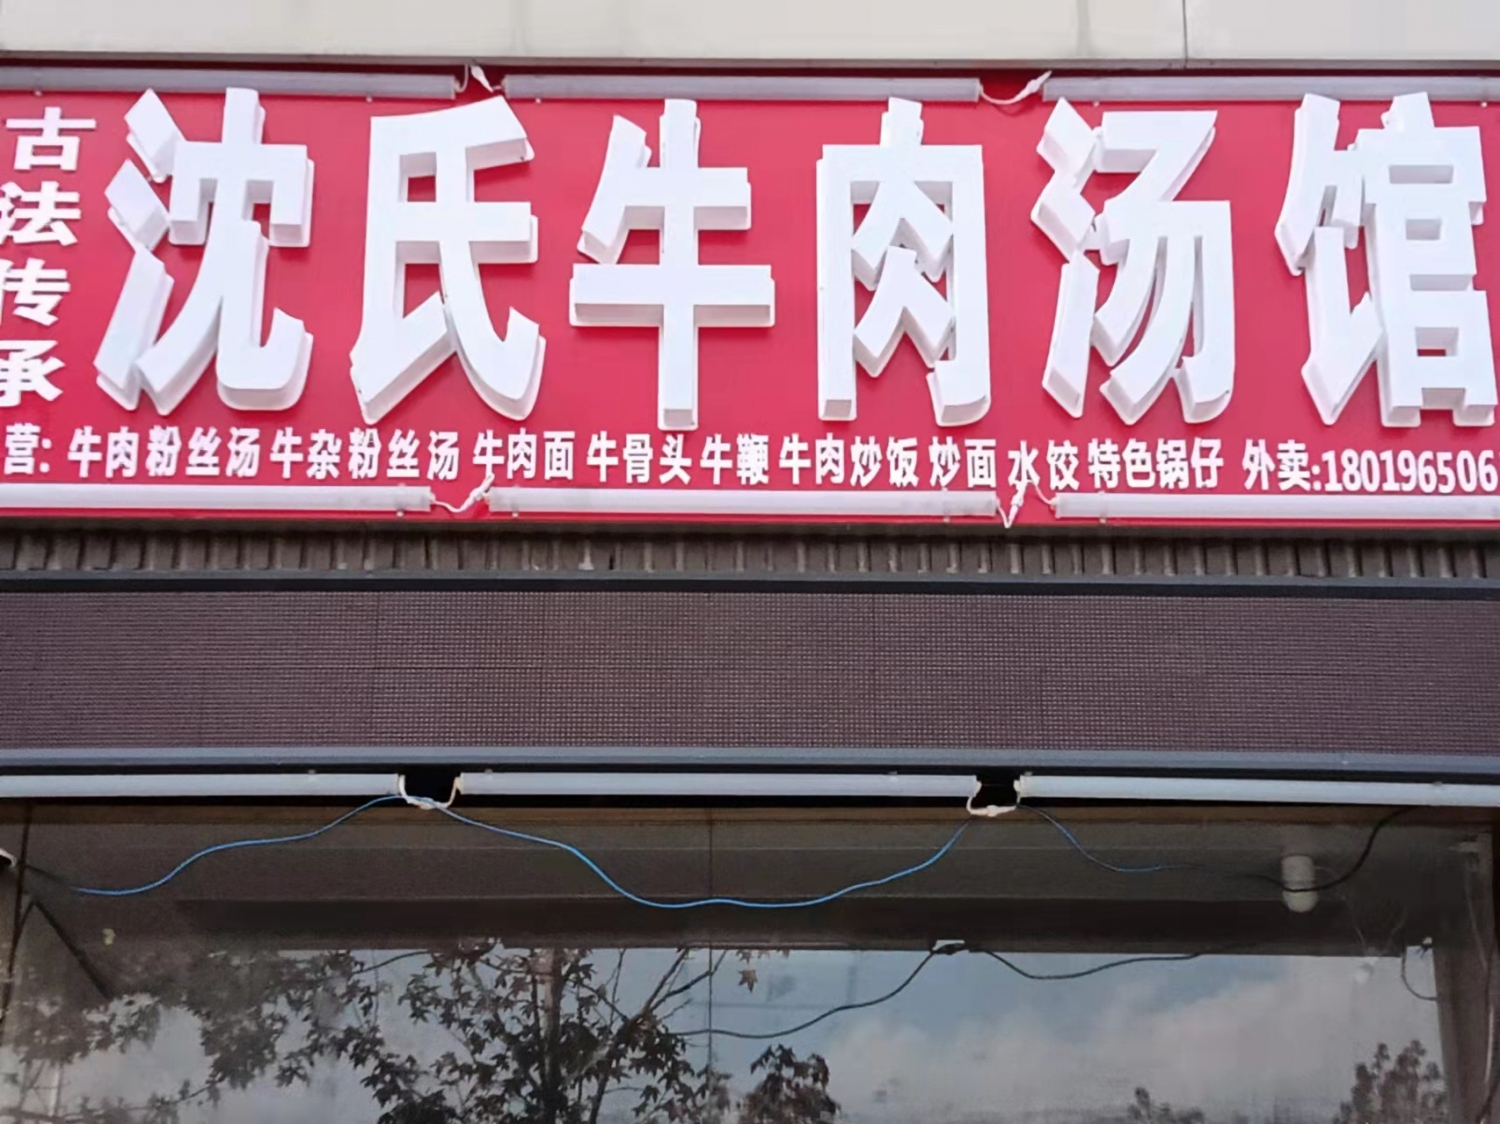 古法传承
沈氏牛肉汤馆
营: 牛肉粉丝汤 牛杂粉丝汤 牛肉面 牛骨头 牛鞭 牛肉炒饭 炒面 水饺 特色锅仔 外卖:180196506